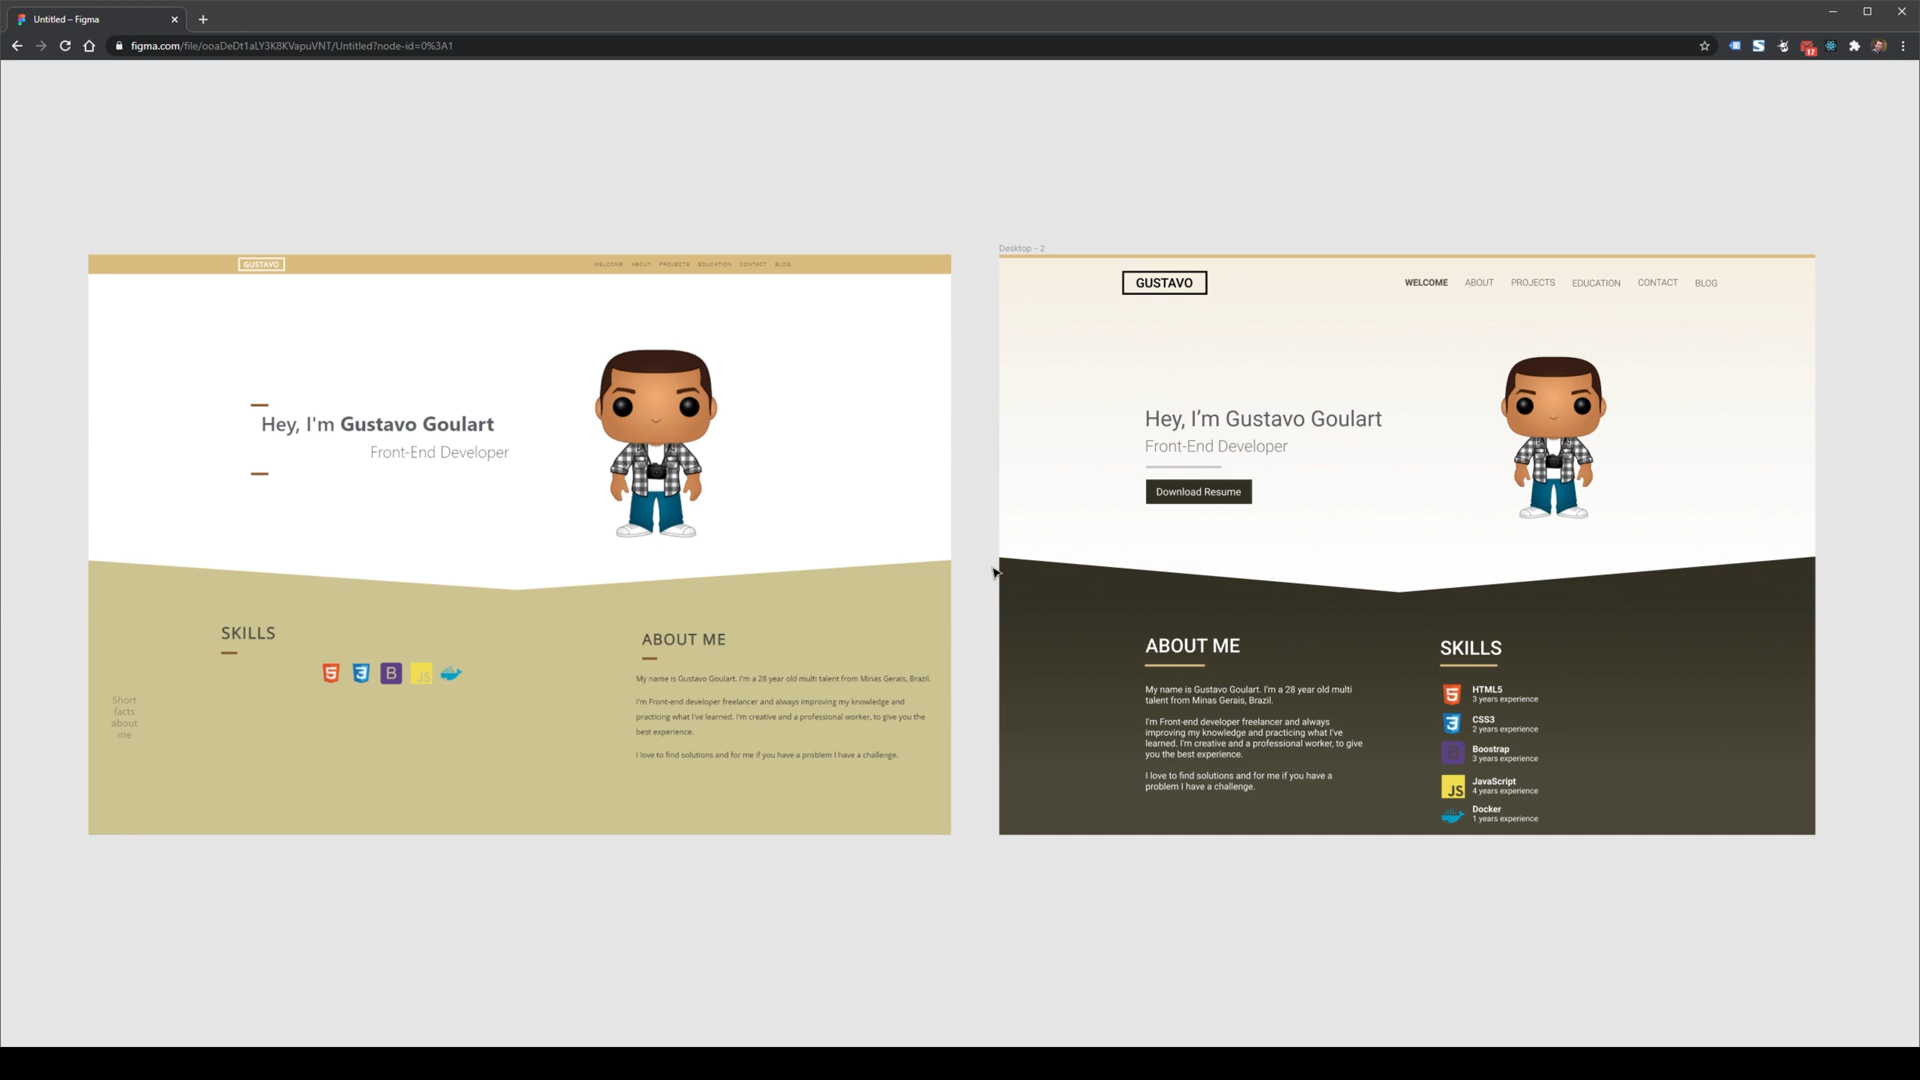 Untitled – Figma
figma.com/file/ooaDeDt1aLY3K8KVapuVNT/Untitled?node-id=0%3A1
17
GUSTAVO
WELCOME ABOUT PROJECTS EDUCATION CONTACT BLOG
Hey, I'm Gustavo Goulart
Front-End Developer
SKILLS
5 3 B JS
Short
facts
about
me
ABOUT ME
My name is Gustavo Goulart. I'm a 28 year old multi talent from Minas Gerais, Brazil.
I'm Front-end developer freelancer and always improving my knowledge and
practicing what I've learned. I'm creative and a professional worker, to give you the
best experience.
I love to find solutions and for me if you have a problem I have a challenge.
Desktop - 2
GUSTAVO
WELCOME ABOUT PROJECTS EDUCATION CONTACT BLOG
Hey, I’m Gustavo Goulart
Front-End Developer
Download Resume
ABOUT ME
My name is Gustavo Goulart. I'm a 28 year old multi
talent from Minas Gerais, Brazil.
I'm Front-end developer freelancer and always
improving my knowledge and practicing what I've
learned. I'm creative and a professional worker, to give
you the best experience.
I love to find solutions and for me if you have a
problem I have a challenge.
SKILLS
5 HTML5
3 years experience
3 CSS3
2 years experience
B Boostrap
3 years experience
JS JavaScript
4 years experience
Docker
1 years experience